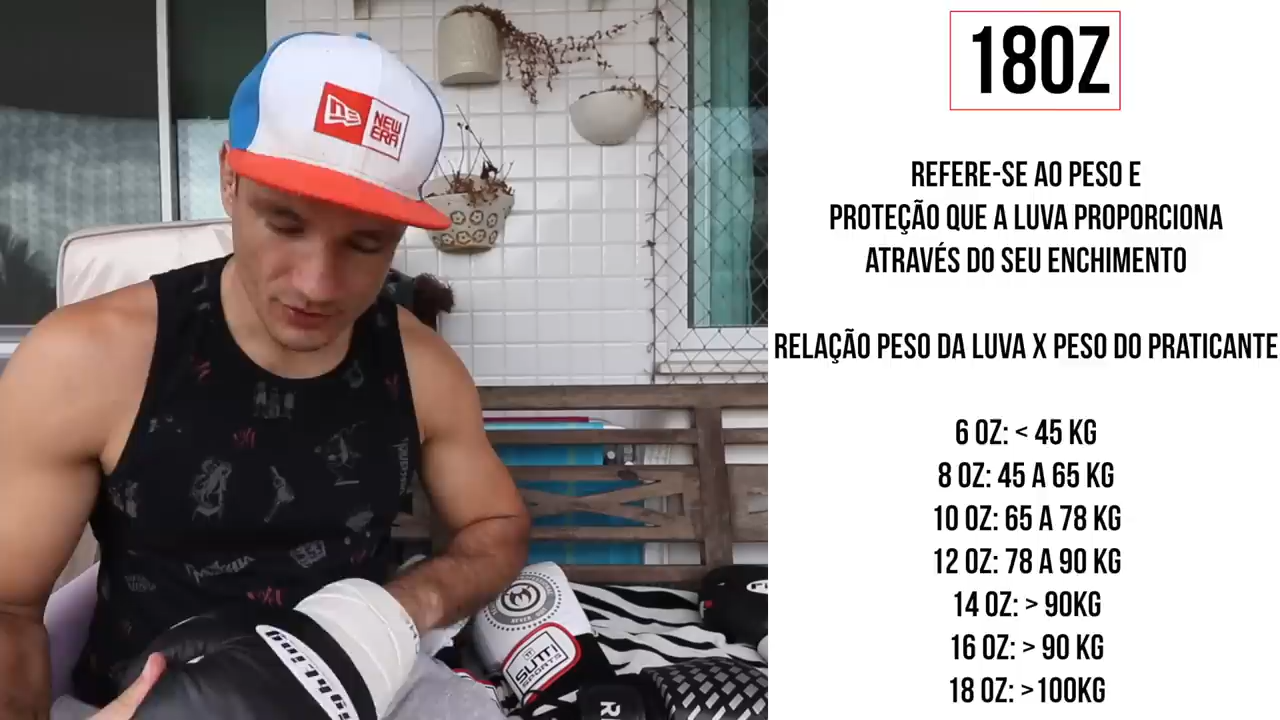 NEW
ERA
18OZ
REFERE-SE AO PESO E
PROTEÇÃO QUE A LUVA PROPORCIONA
ATRAVÉS DO SEU ENCHIMENTO
RELAÇÃO PESO DA LUVA X PESO DO PRATICANTE
6 OZ: < 45 KG
8 OZ: 45 A 65 KG
10 OZ: 65 A 78 KG
12 OZ: 78 A 90 KG
14 OZ: > 90KG
16 OZ: > 90 KG
18 OZ: >100KG
SUTTI
SPORTS